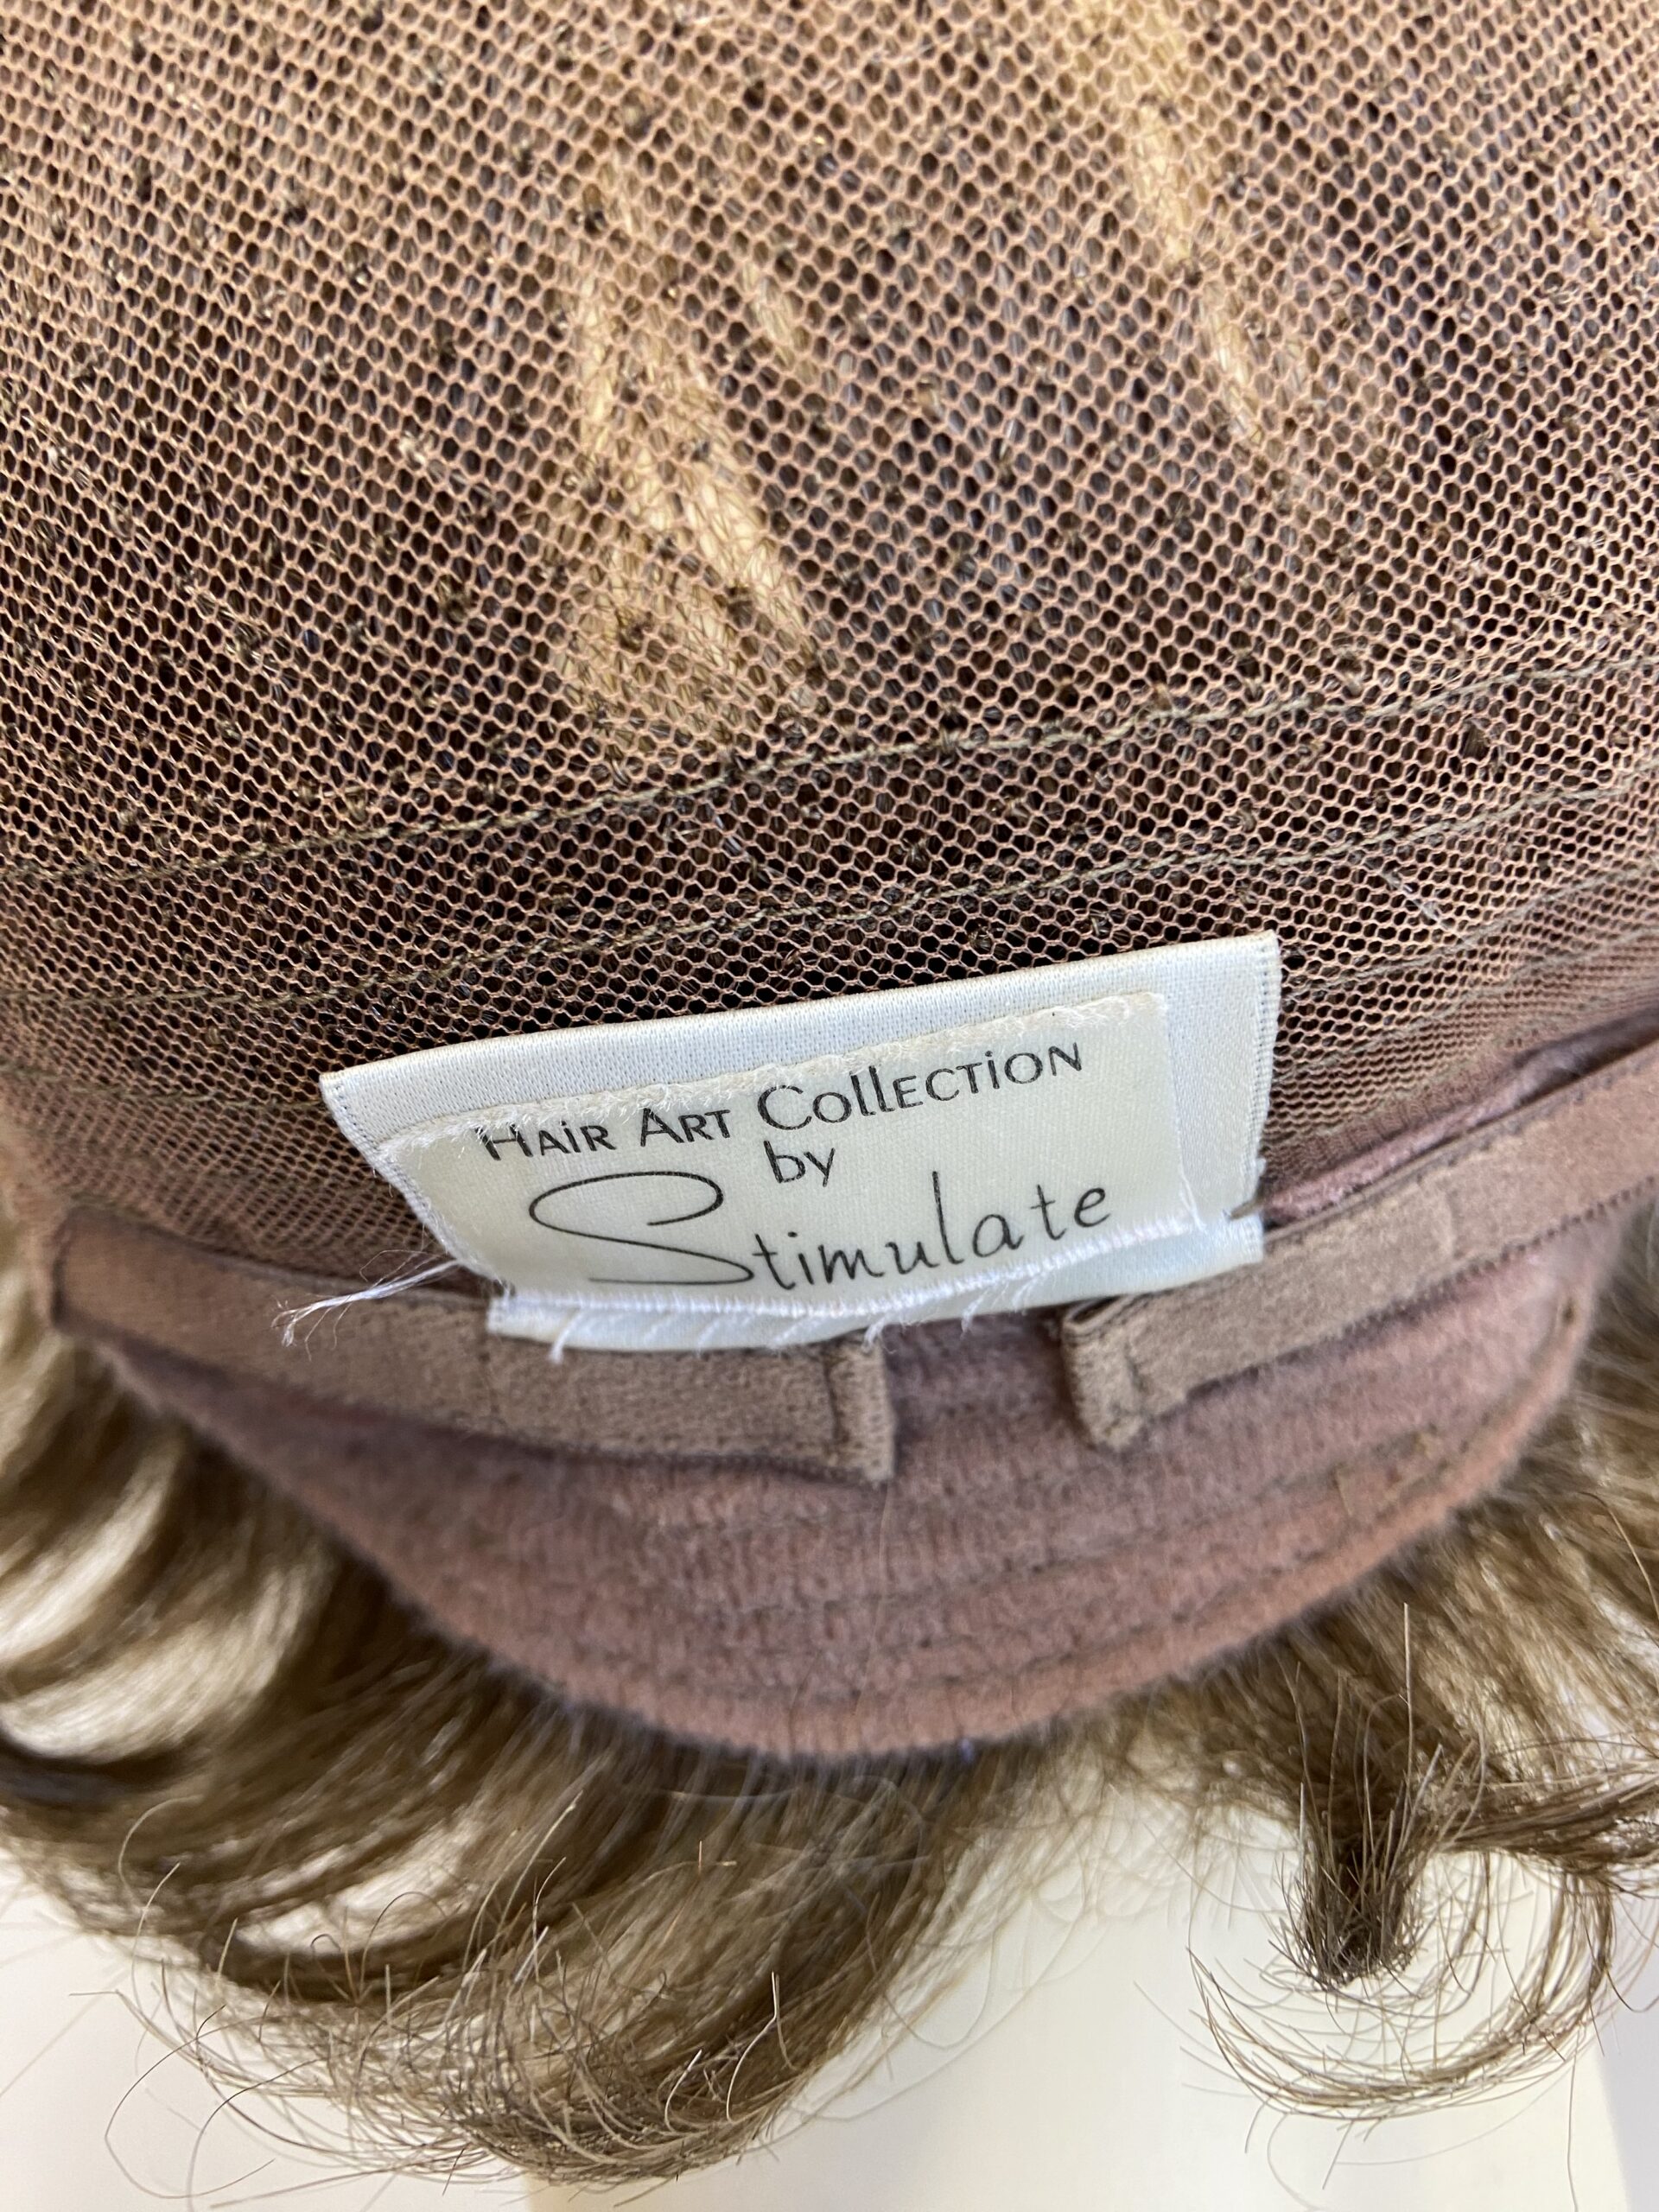 Hair Art Collection
by
Stimulate